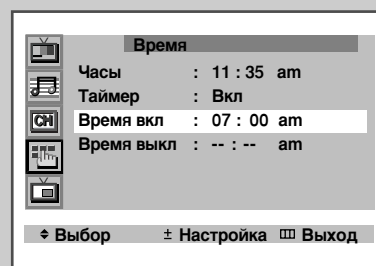 Время
Часы : 11 : 35 am
Таймер : Вкл
CH Время вкл : 07 : 00 am
Время выкл : -- : -- am
Выбор ± Настройка Выход